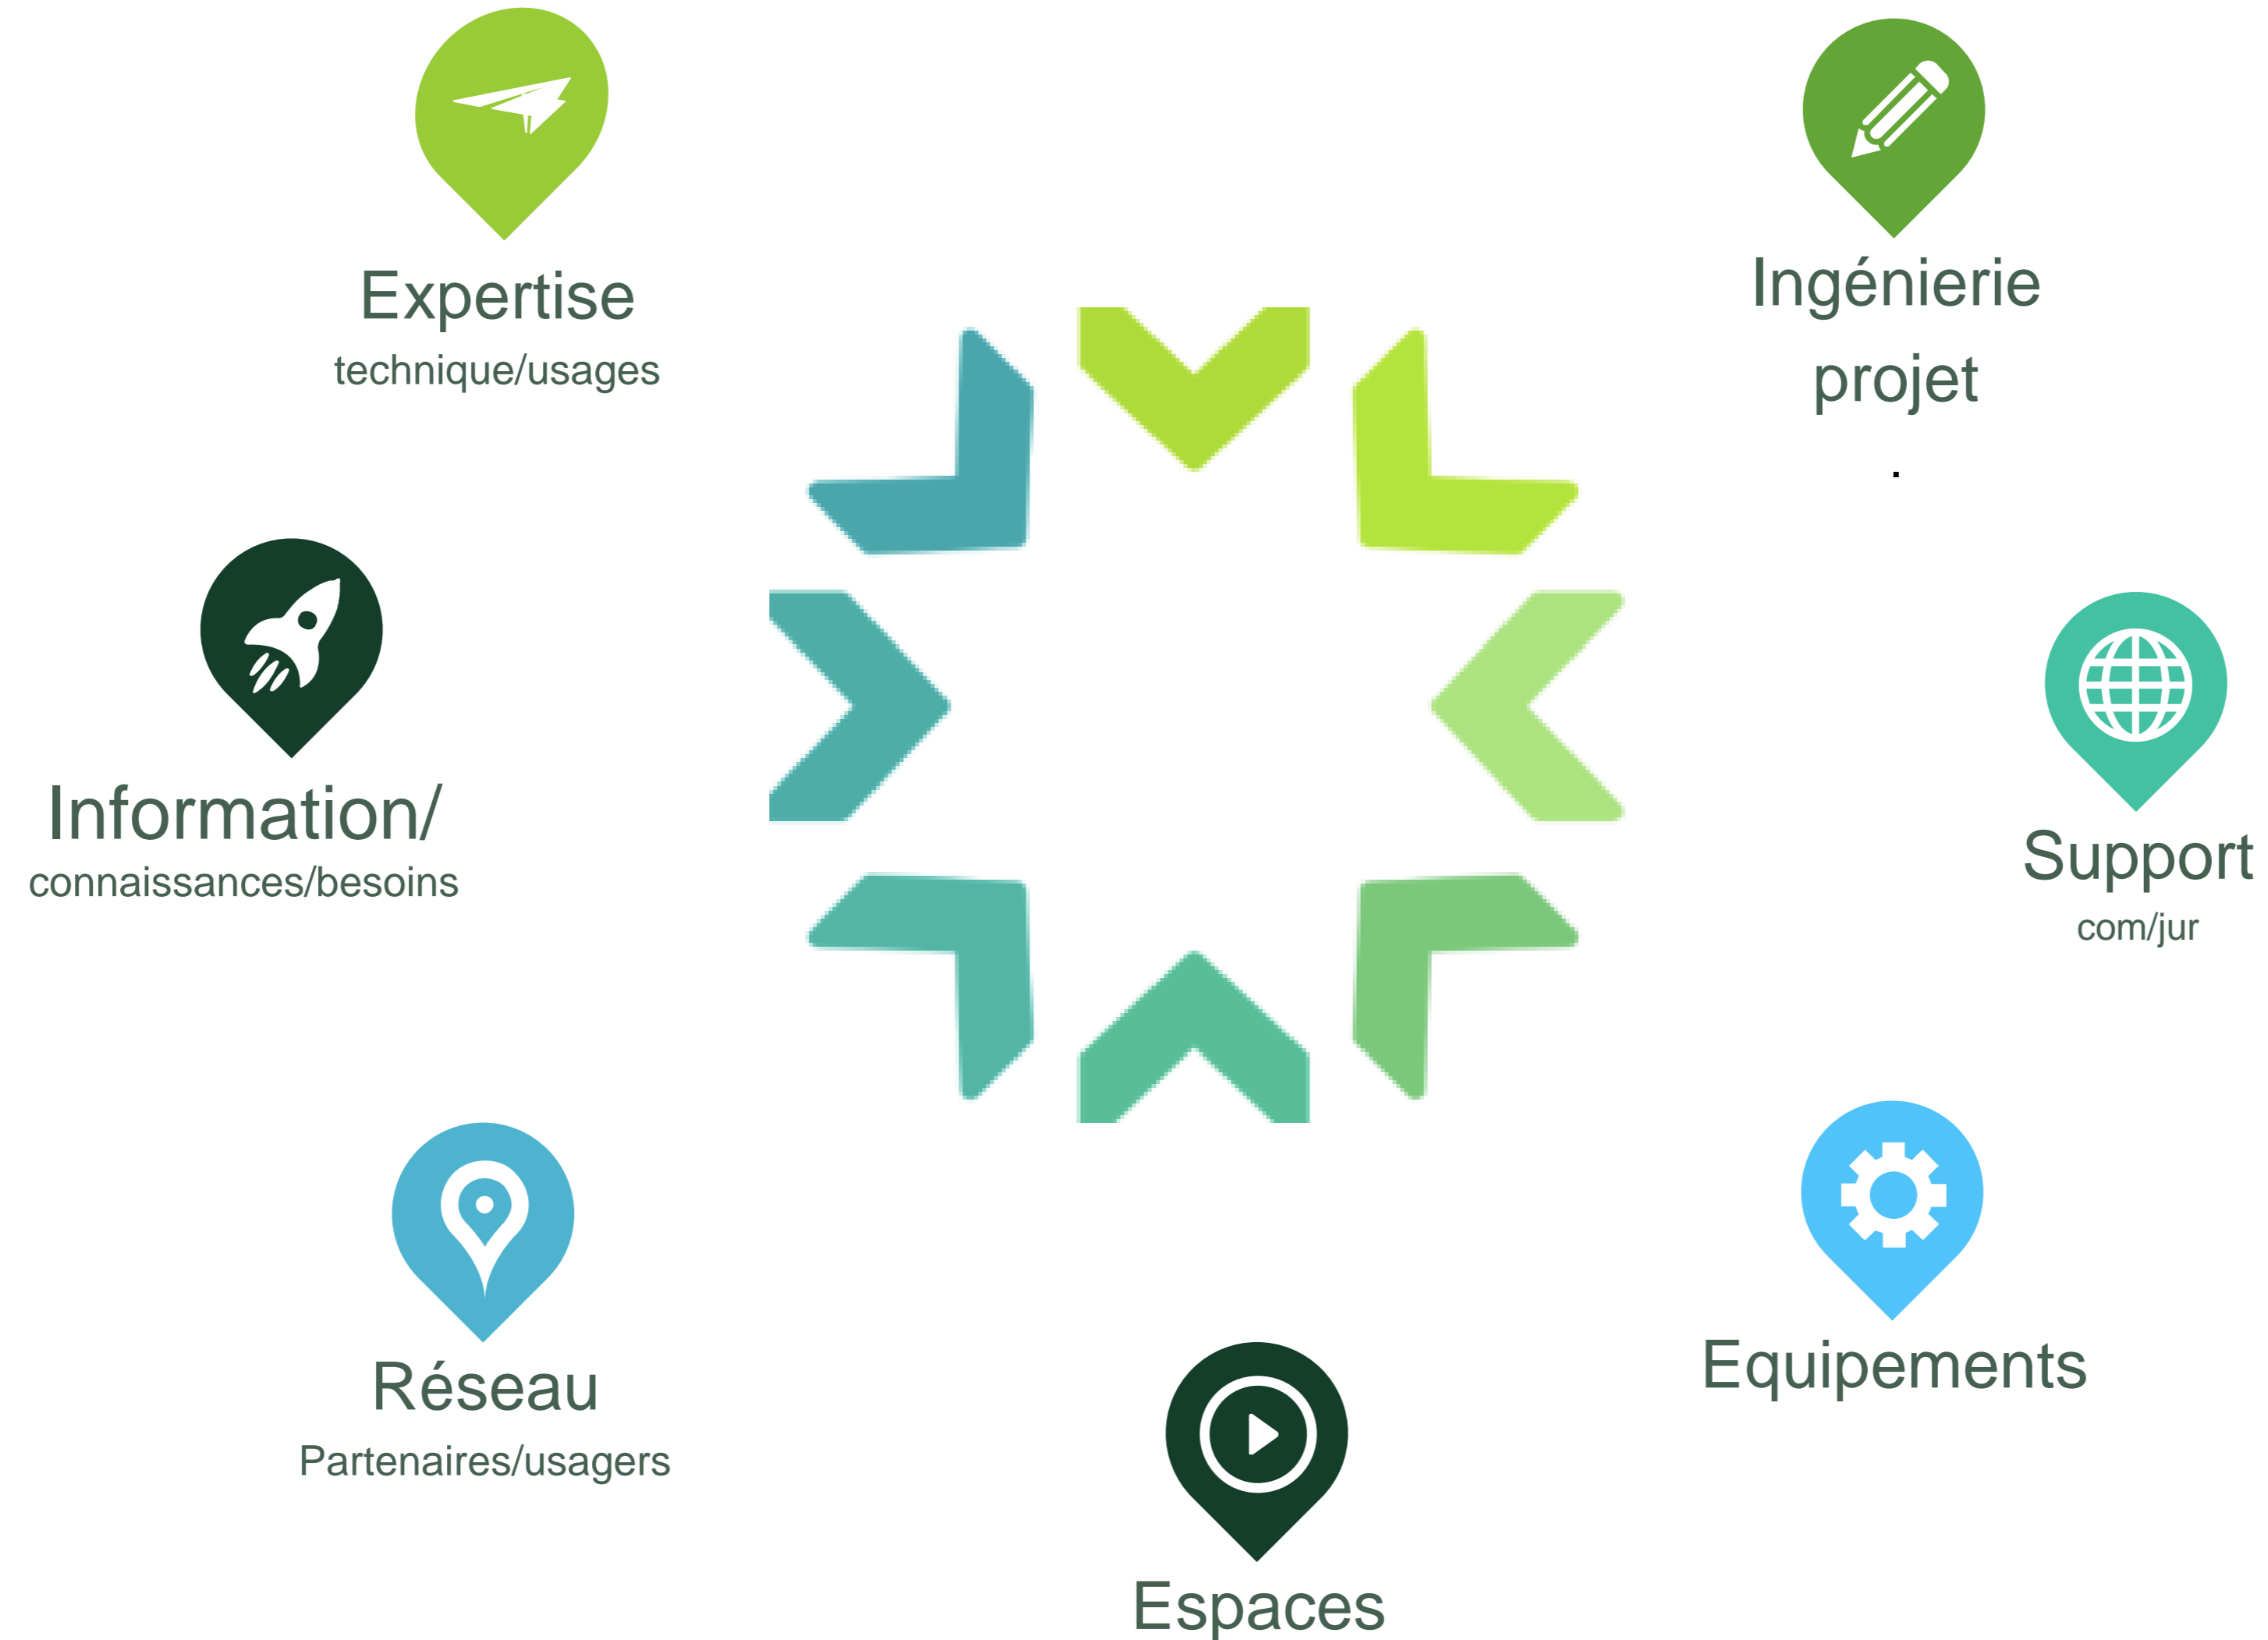 Expertise
technique/usages
Ingénierie
projet
.
Information/
connaissances/besoins
Support
com/jur
Réseau
Partenaires/usagers
Equipements
Espaces